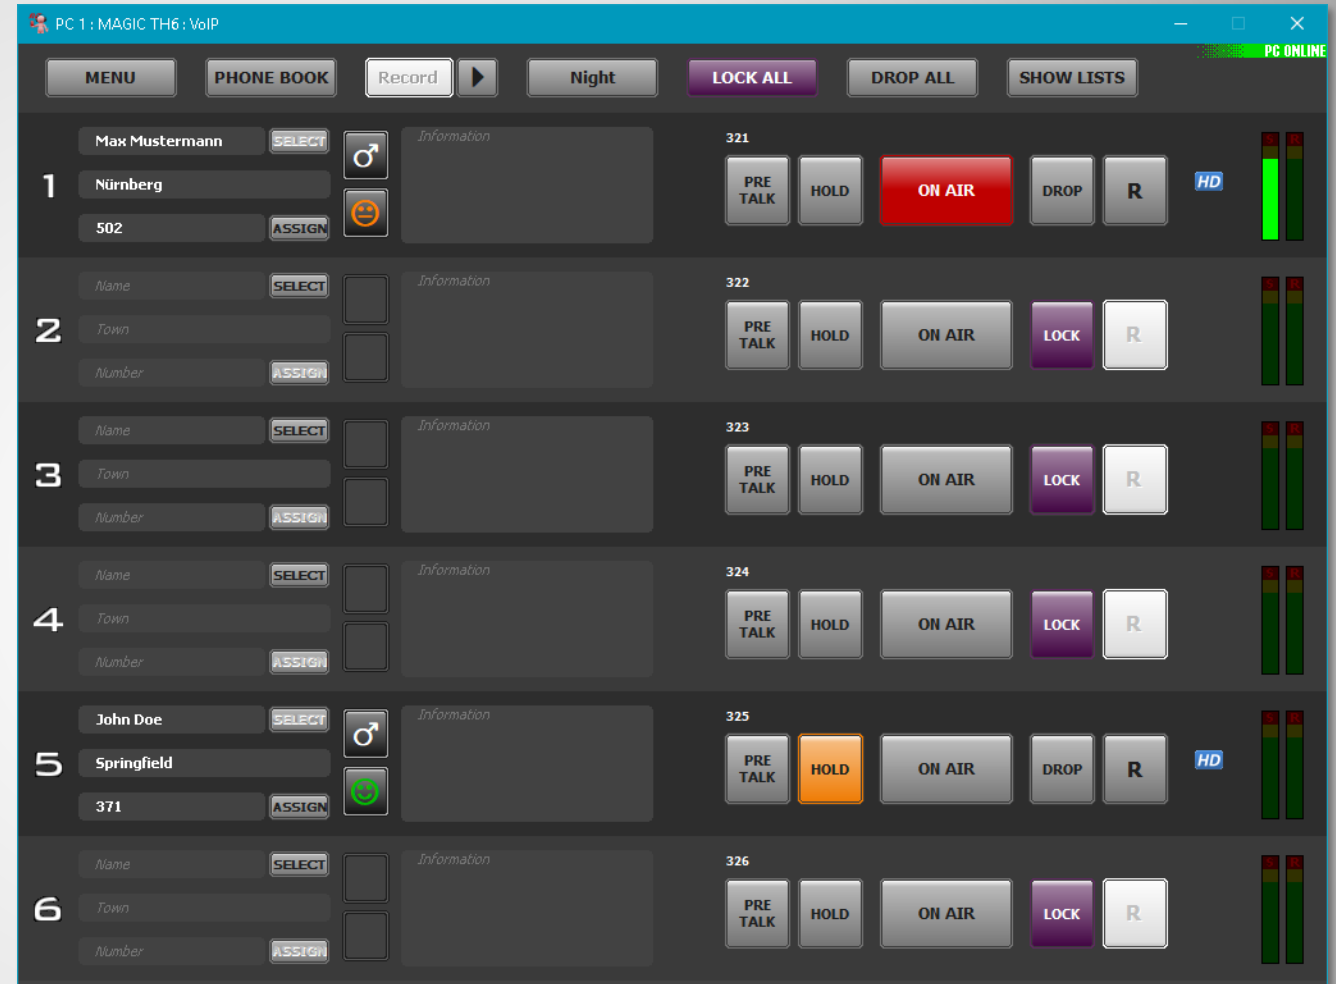 PC 1 : MAGIC TH6 : VoIP
PC ONLINE
MENU PHONE BOOK Record Night LOCK ALL DROP ALL SHOW LISTS
1
Max Mustermann SELECT
Nürnberg
502 ASSIGN
Information
321
PRE TALK HOLD ON AIR DROP R
HD
S R
2
Name SELECT
Town
Number ASSIGN
Information
322
PRE TALK HOLD ON AIR LOCK R
S R
3
Name SELECT
Town
Number ASSIGN
Information
323
PRE TALK HOLD ON AIR LOCK R
S R
4
Name SELECT
Town
Number ASSIGN
Information
324
PRE TALK HOLD ON AIR LOCK R
S R
5
John Doe SELECT
Springfield
371 ASSIGN
Information
325
PRE TALK HOLD ON AIR DROP R
HD
S R
6
Name SELECT
Town
Number ASSIGN
Information
326
PRE TALK HOLD ON AIR LOCK R
S R